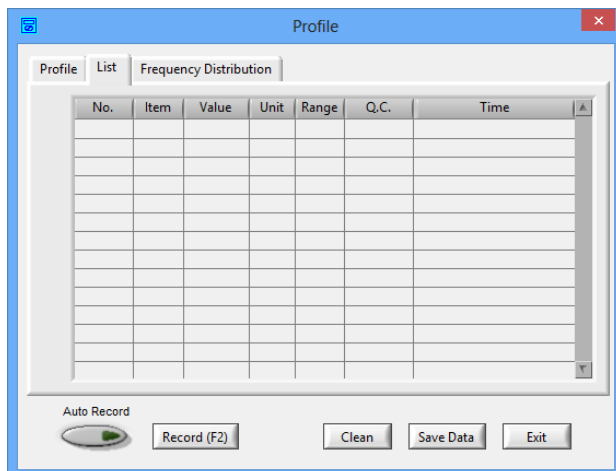 Profile
Profile List Frequency Distribution
No. Item Value Unit Range Q.C. Time
Auto Record
Record (F2) Clean Save Data Exit